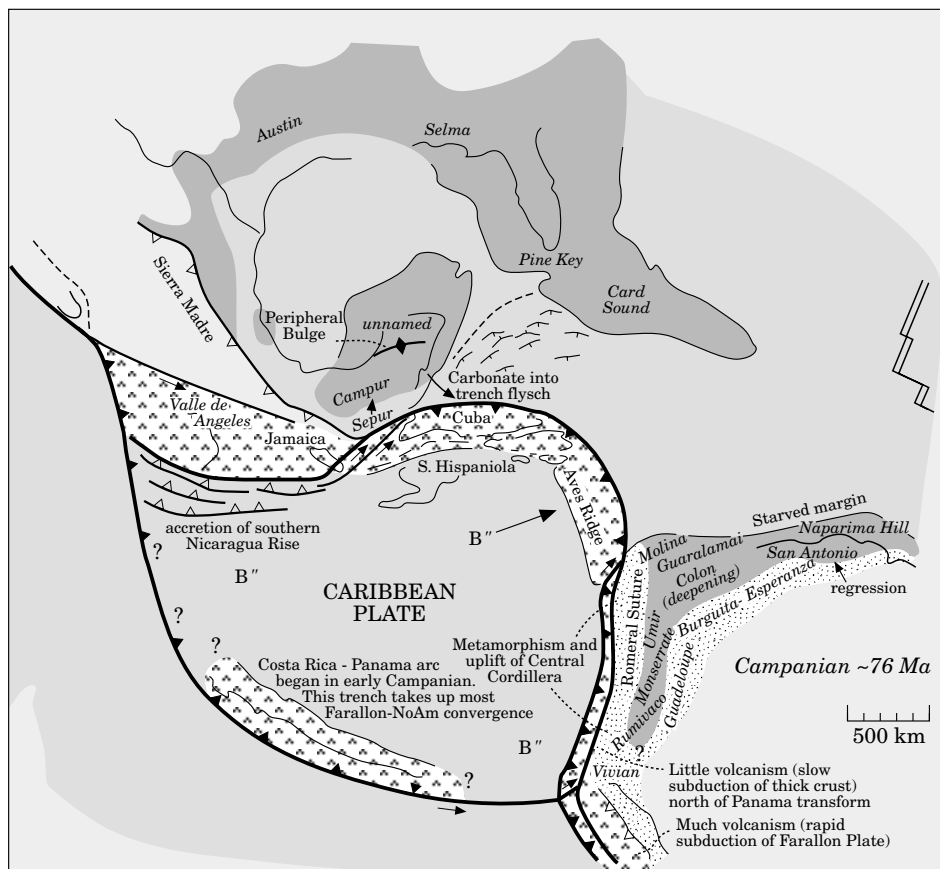 Austin
Selma
Pine Key
Card
Sound
Sierra Madre
Peripheral
Bulge
unnamed
Campur
Sepur
Carbonate into
trench flysch
Valle de
Angeles
Jamaica
Cuba
S. Hispaniola
Aves Ridge
accretion of southern
Nicaragua Rise
?
B″
B″
CARIBBEAN
PLATE
Starved margin
Naparima Hill
San Antonio
regression
Molina
Guaralamai
Colon
(deepening)
Burguita- Esperanza
Romeral Suture
Umir
Monserrate
Guadeloupe
Rumivaco
?
Vivian
Metamorphism and
uplift of Central
Cordillera
Campanian ~76 Ma
500 km
?
?
Costa Rica - Panama arc
began in early Campanian.
This trench takes up most
Farallon-NoAm convergence
B″
?
Little volcanism (slow
subduction of thick crust)
north of Panama transform
Much volcanism (rapid
subduction of Farallon Plate)